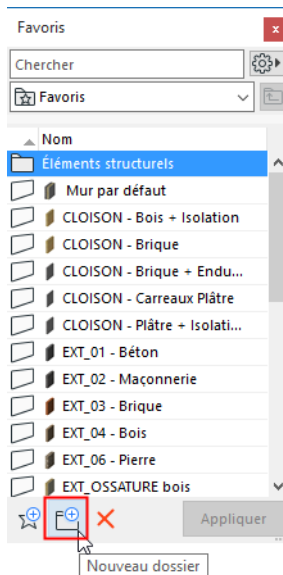 Favoris
Chercher
Favoris
Nom
Éléments structurels
Mur par défaut
CLOISON - Bois + Isolation
CLOISON - Brique
CLOISON - Brique + Endu...
CLOISON - Carreaux Plâtre
CLOISON - Plâtre + Isolati...
EXT_01 - Béton
EXT_02 - Maçonnerie
EXT_03 - Brique
EXT_04 - Bois
EXT_06 - Pierre
EXT_OSSATURE bois
Appliquer
Nouveau dossier